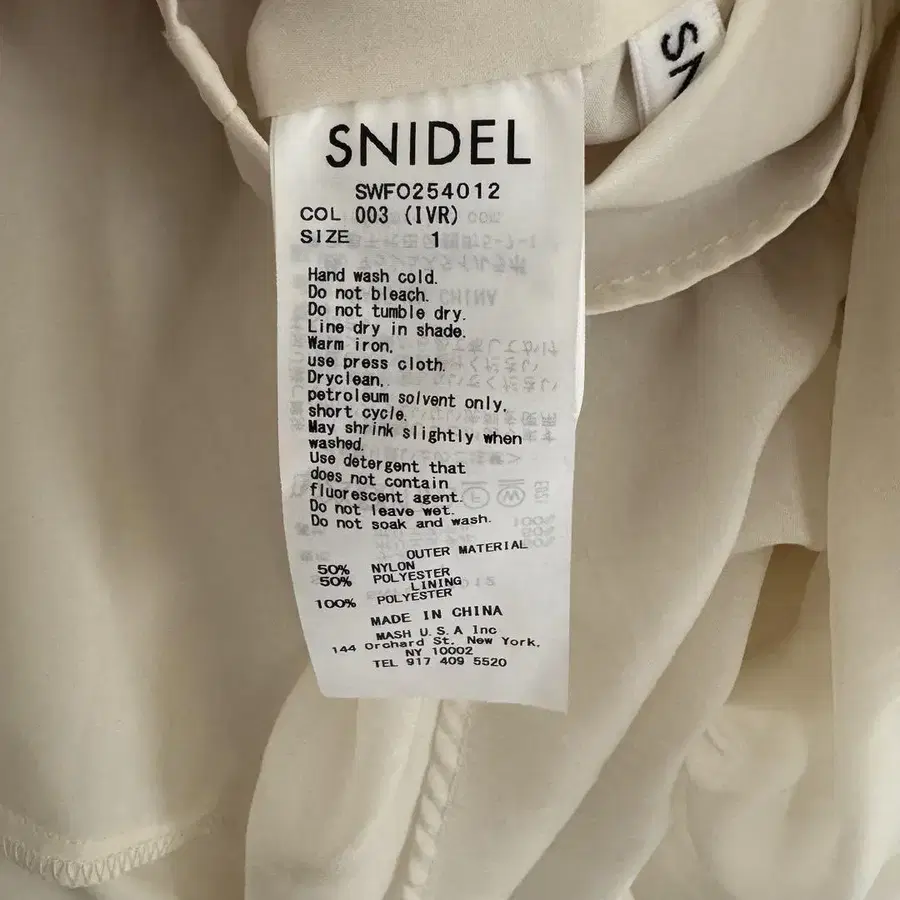 SN
SNIDEL
SWFO254012
COL 003 (IVR)
SIZE 1
Hand wash cold.
Do not bleach.
Do not tumble dry.
Line dry in shade.
Warm iron,
use press cloth.
Dryclean,
petroleum solvent only,
short cycle.
May shrink slightly when
washed.
Use detergent that
does not contain
fluorescent agent.
Do not leave wet.
Do not soak and wash.
OUTER MATERIAL
50% NYLON
50% POLYESTER
LINING
100% POLYESTER
MADE IN CHINA
MASH U.S.A Inc
144 Orchard St. New York,
NY 10002
TEL 917 409 5520